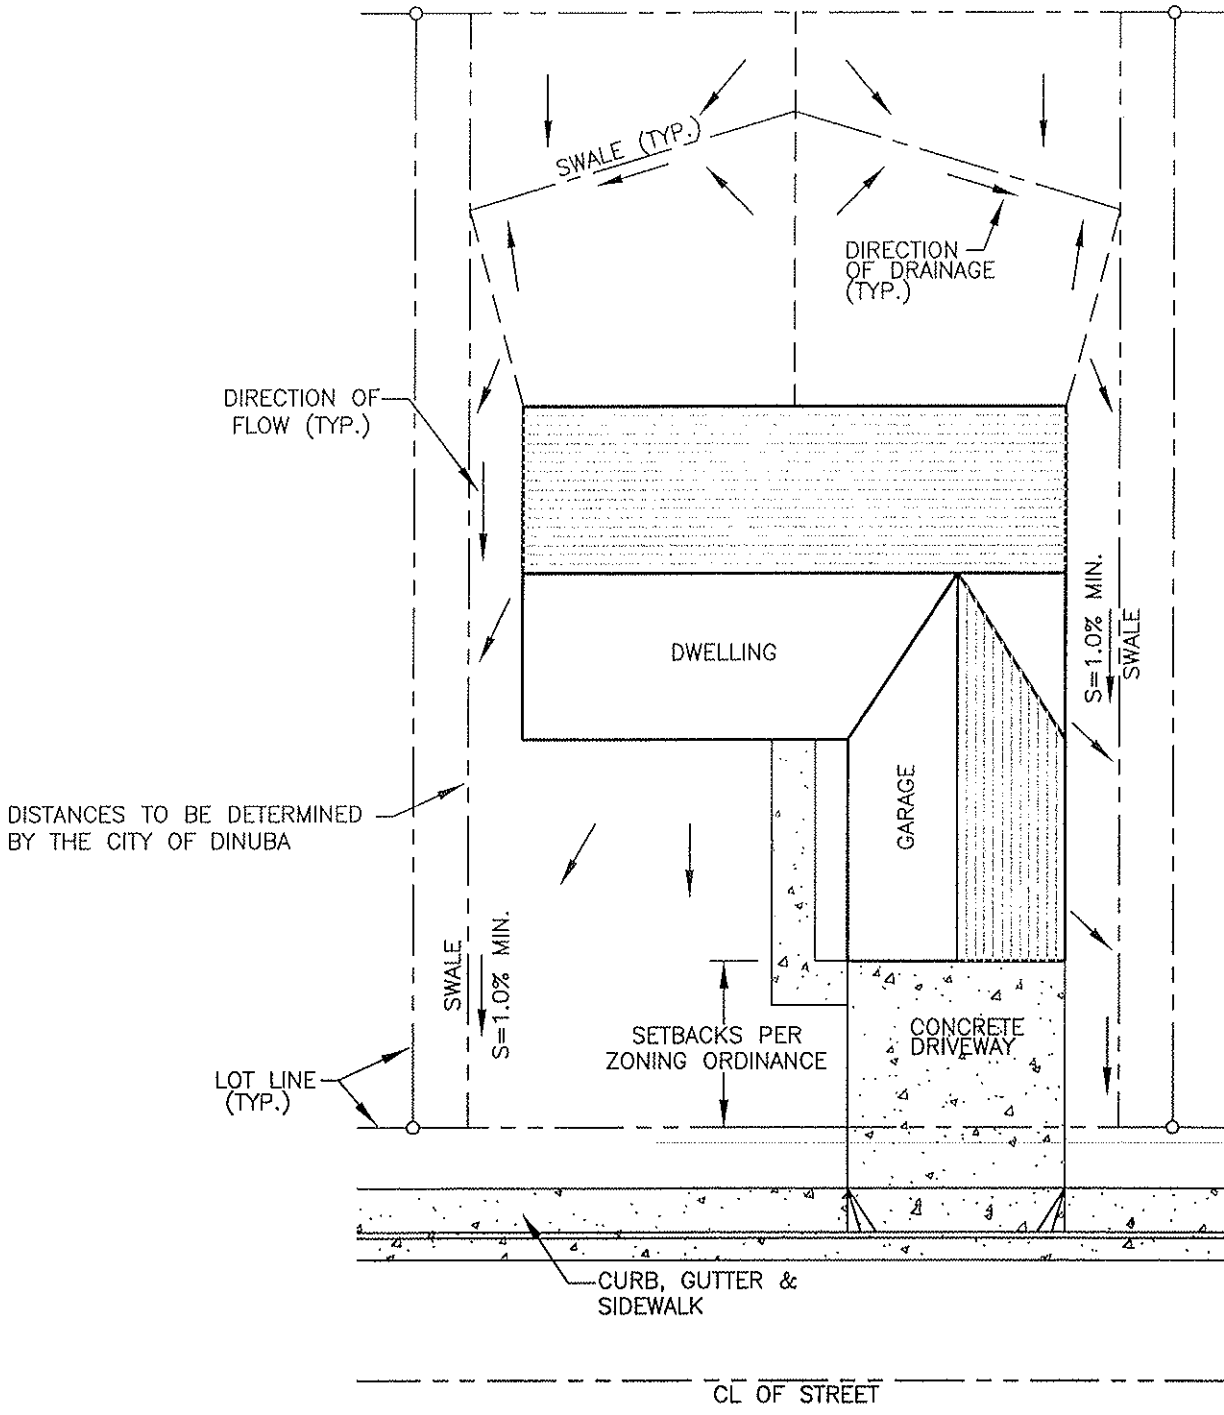 SWALE (TYP.)
DIRECTION
OF DRAINAGE
(TYP.)
DIRECTION OF
FLOW (TYP.)
DWELLING
S=1.0% MIN.
SWALE
GARAGE
DISTANCES TO BE DETERMINED
BY THE CITY OF DINUBA
SWALE
S=1.0% MIN.
SETBACKS PER
ZONING ORDINANCE
CONCRETE
DRIVEWAY
LOT LINE
(TYP.)
CURB, GUTTER &
SIDEWALK
CL OF STREET